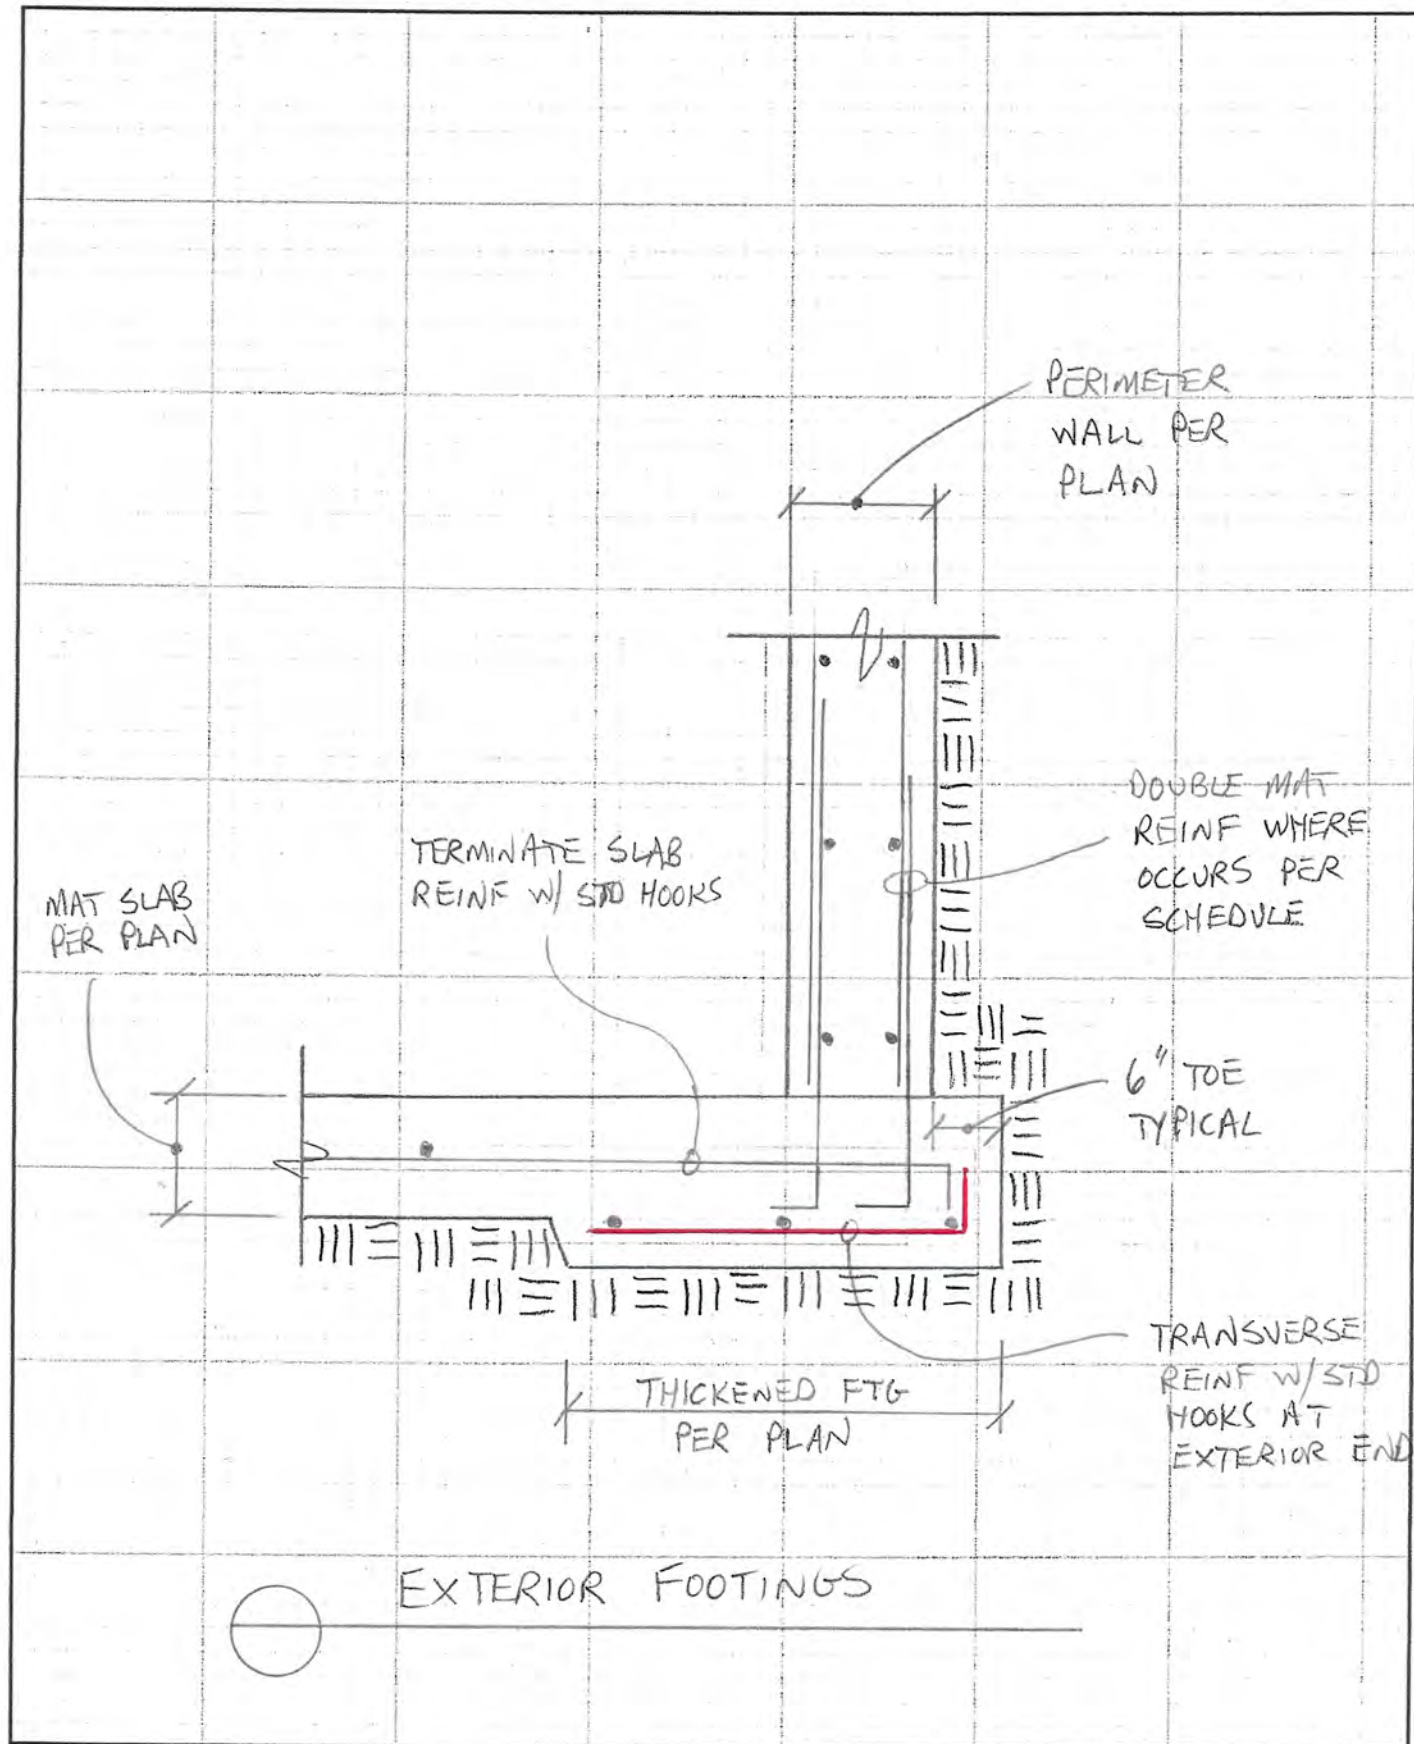 PERIMETER
WALL PER
PLAN
DOUBLE MAT
REINF WHERE
OCCURS PER
SCHEDULE
TERMINATE SLAB
REINF W/ STD HOOKS
MAT SLAB
PER PLAN
6" TOE
TYPICAL
TRANSVERSE
REINF W/ STD
HOOKS AT
EXTERIOR END
THICKENED FTG
PER PLAN
EXTERIOR FOOTINGS